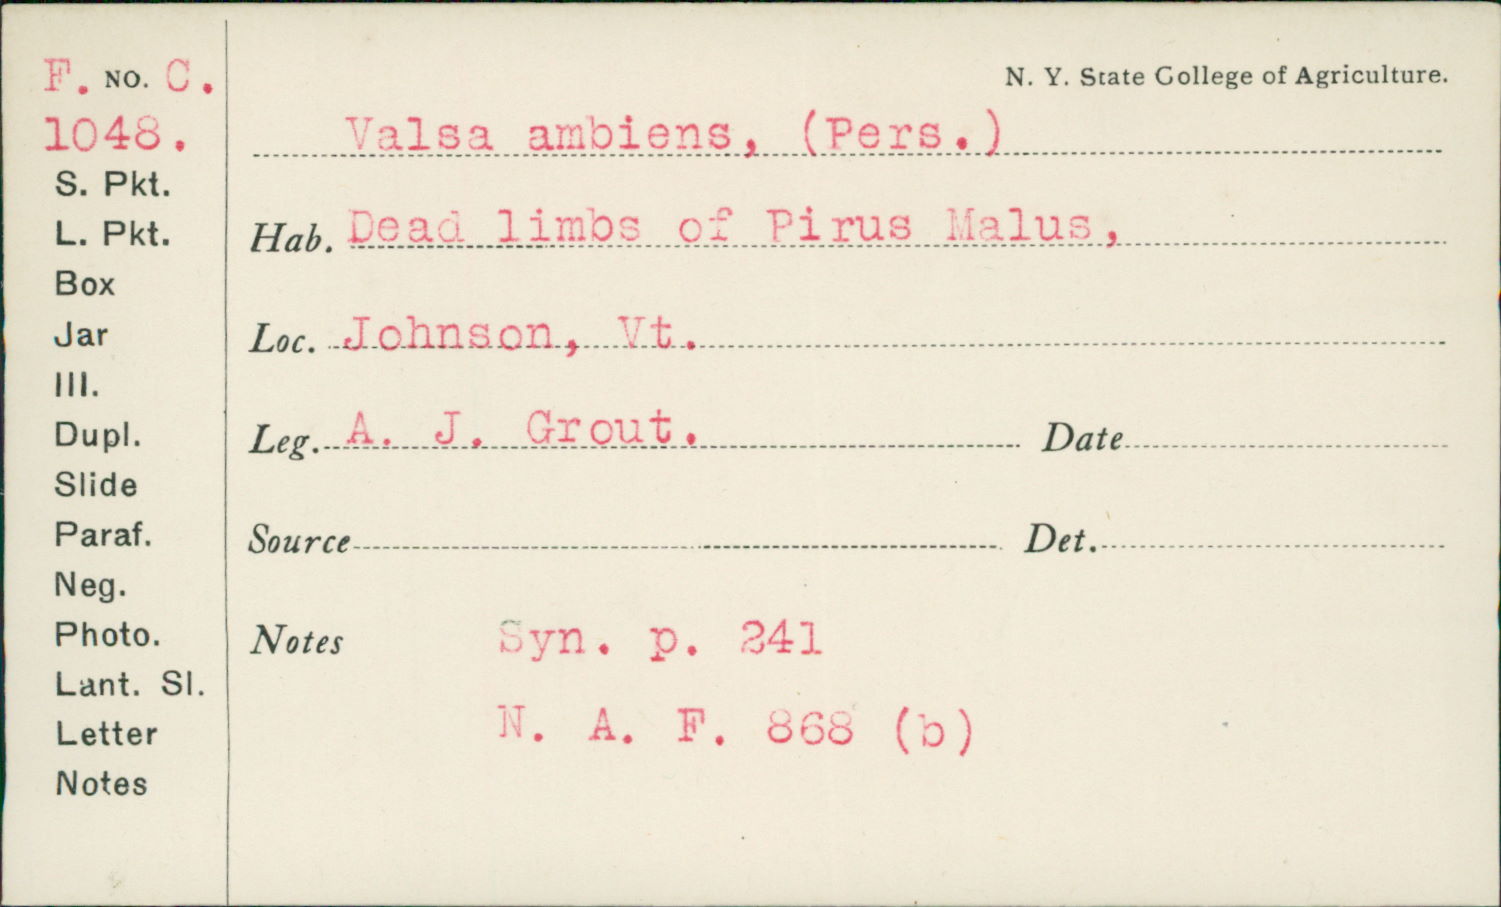 F. NO. C.
1048.
S. Pkt.
L. Pkt.
Box
Jar
Ill.
Dupl.
Slide
Paraf.
Neg.
Photo.
Lant. Sl.
Letter
Notes
N. Y. State College of Agriculture.
Valsa ambiens, (Pers.)
Hab. Dead limbs of Pirus Malus,
Loc. Johnson, Vt.
Leg. A. J. Grout. Date
Source Det.
Notes Syn. p. 241
N. A. F. 868 (b)